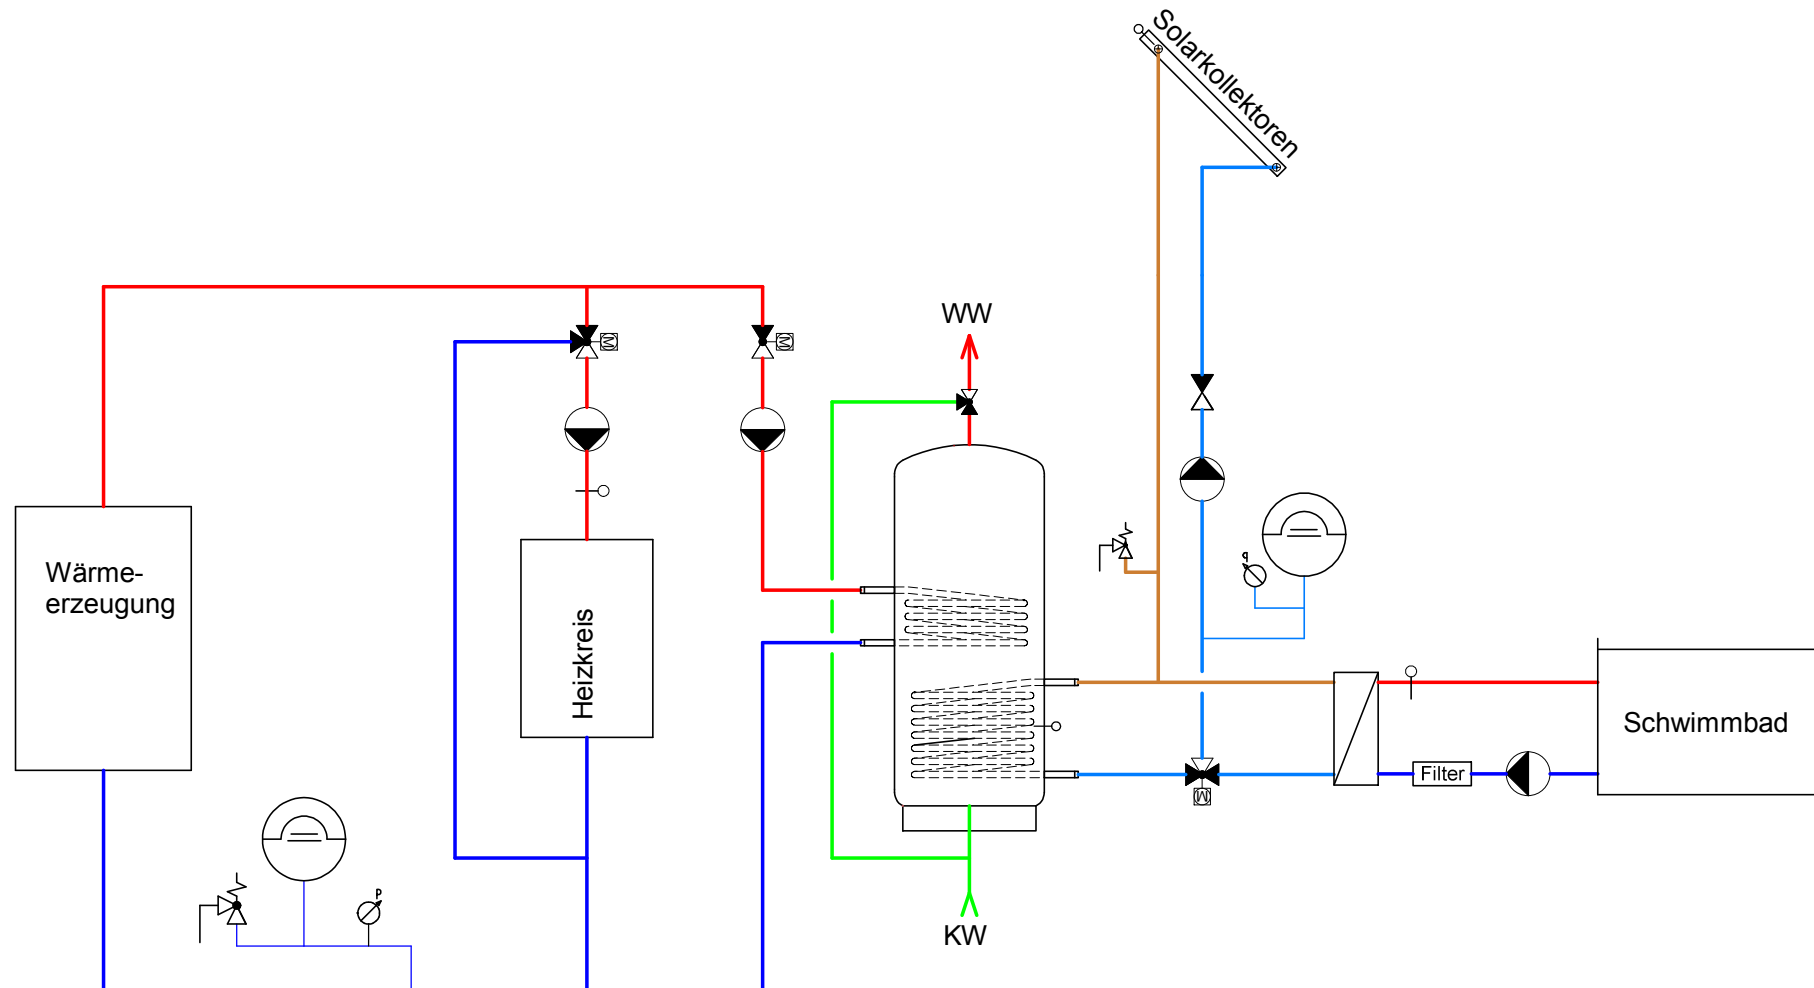 Solarkollektoren
WW
M
M
Wärme-
erzeugung
Heizkreis
P
Schwimmbad
Filter
M
P
KW